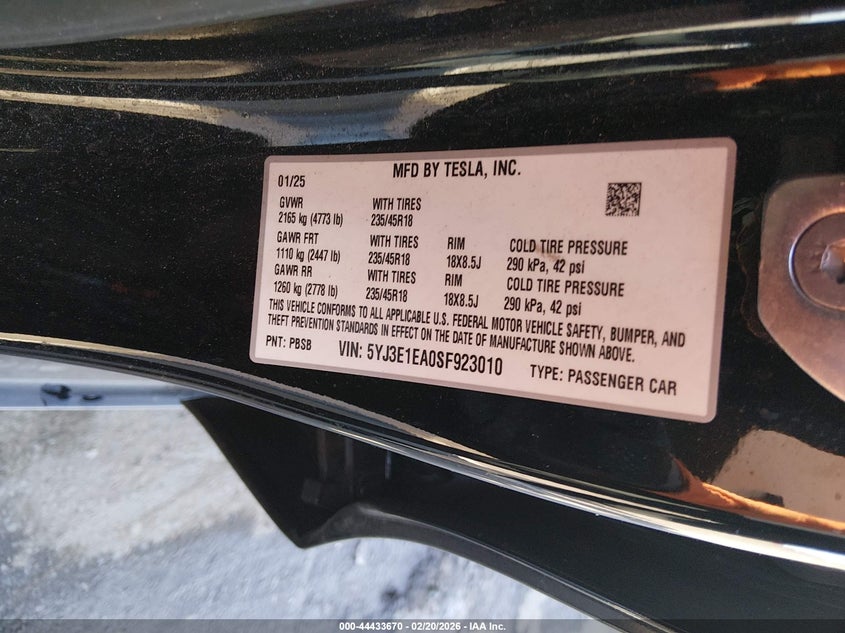 MFD BY TESLA, INC.
01/25
GVWR WITH TIRES
2165 kg (4773 lb) 235/45R18
GAWR FRT WITH TIRES RIM COLD TIRE PRESSURE
1110 kg (2447 lb) 235/45R18 18X8.5J 290 kPa, 42 psi
GAWR RR WITH TIRES RIM COLD TIRE PRESSURE
1260 kg (2778 lb) 235/45R18 18X8.5J 290 kPa, 42 psi
THIS VEHICLE CONFORMS TO ALL APPLICABLE U.S. FEDERAL MOTOR VEHICLE SAFETY, BUMPER, AND
THEFT PREVENTION STANDARDS IN EFFECT ON THE DATE OF MANUFACTURE SHOWN ABOVE.
PNT: PBSB VIN: 5YJ3E1EA0SF923010 TYPE: PASSENGER CAR
000-44433670 - 02/20/2026 - IAA Inc.